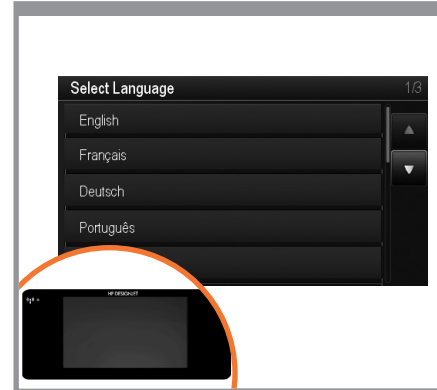 Select Language
1/3
English
Français
Deutsch
Português
HP DESIGNJET